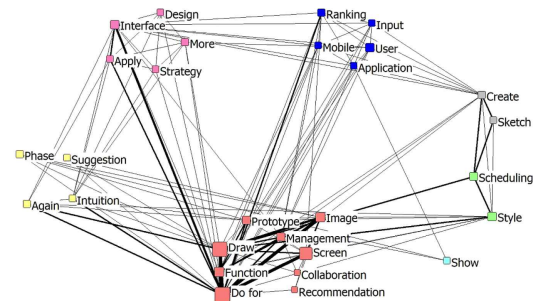 Design
Ranking
Interface
Input
More
Mobile
User
Apply
Strategy
Application
Create
Sketch
Phase
Suggestion
Scheduling
Again
Intuition
Prototype
Image
Style
Management
Draw
Screen
Show
Function
Collaboration
Do for
Recommendation